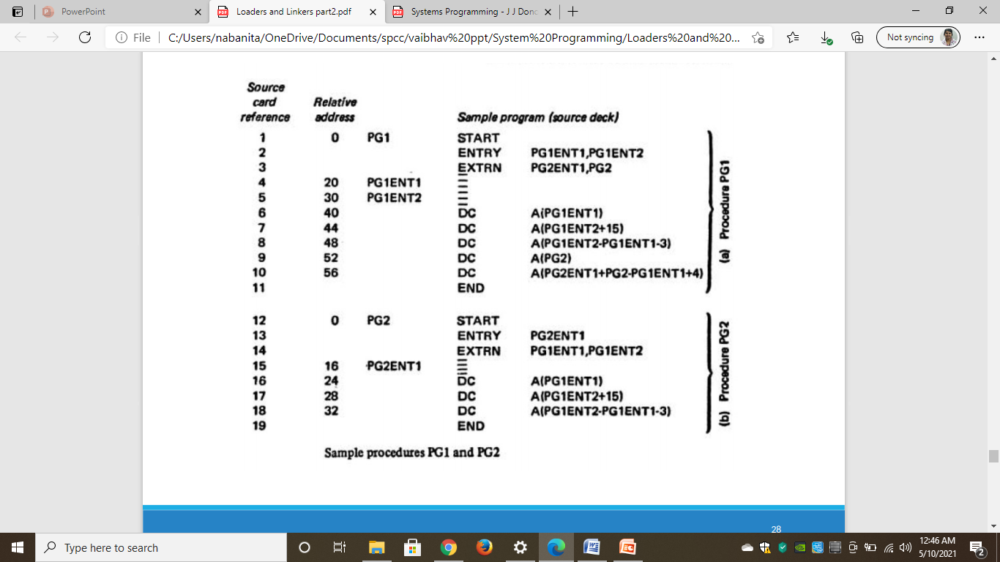 PowerPoint
Loaders and Linkers part2.pdf
Systems Programming - J J Dono
File
C:/Users/nabanita/OneDrive/Documents/spcc/vaibhav%20ppt/System%20Programming/Loaders%20and%20...
Not syncing
Source card reference Relative address Sample program (source deck)
1 0 PG1 START
2 ENTRY PG1ENT1,PG1ENT2
3 EXTRN PG2ENT1,PG2
4 20 PG1ENT1
5 30 PG1ENT2
6 40 DC A(PG1ENT1)
7 44 DC A(PG1ENT2+15)
8 48 DC A(PG1ENT2-PG1ENT1-3)
9 52 DC A(PG2)
10 56 DC A(PG2ENT1+PG2-PG1ENT1+4)
11 END
(a) Procedure PG1
12 0 PG2 START
13 ENTRY PG2ENT1
14 EXTRN PG1ENT1,PG1ENT2
15 16 PG2ENT1
16 24 DC A(PG1ENT1)
17 28 DC A(PG1ENT2+15)
18 32 DC A(PG1ENT2-PG1ENT1-3)
19 END
(b) Procedure PG2
Sample procedures PG1 and PG2
28
Type here to search
12:46 AM
5/10/2021
2